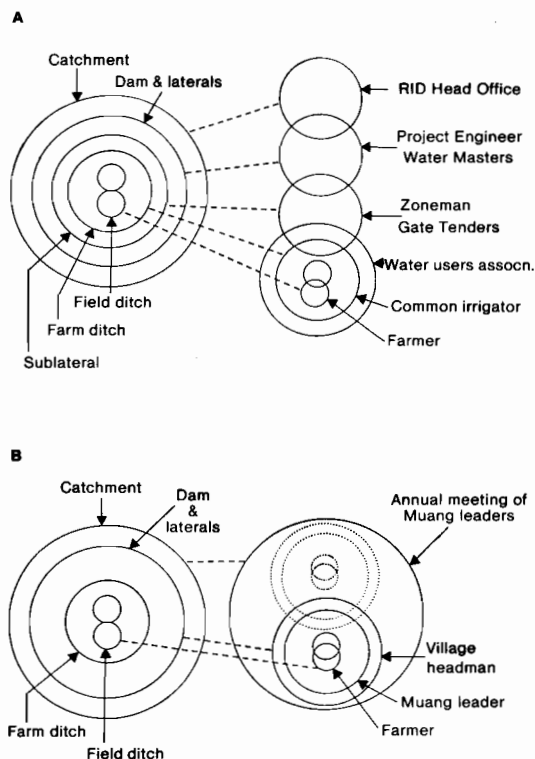 A
Catchment
Dam & laterals
RID Head Office
Project Engineer
Water Masters
Zoneman
Gate Tenders
Water users assocn.
Field ditch
Common irrigator
Farm ditch
Farmer
Sublateral
B
Catchment
Dam
&
laterals
Annual meeting of
Muang leaders
Village
headman
Muang leader
Farm ditch
Farmer
Field ditch